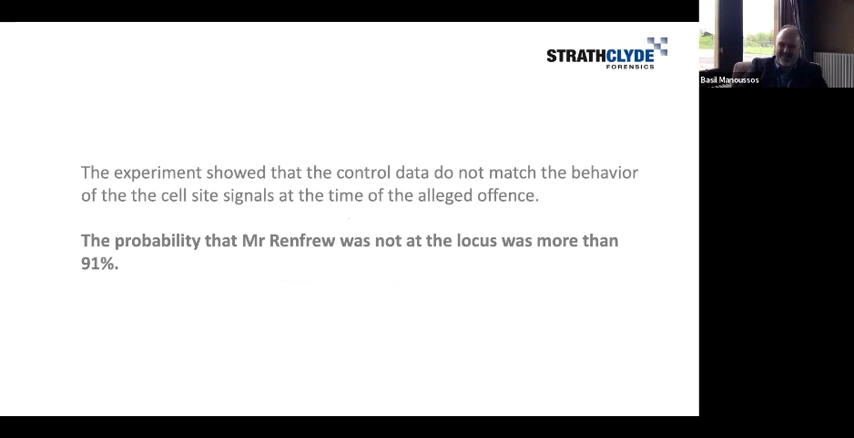 STRATHCLYDE
FORENSICS
Basil Manoussos
The experiment showed that the control data do not match the behavior
of the the cell site signals at the time of the alleged offence.
The probability that Mr Renfrew was not at the locus was more than
91%.